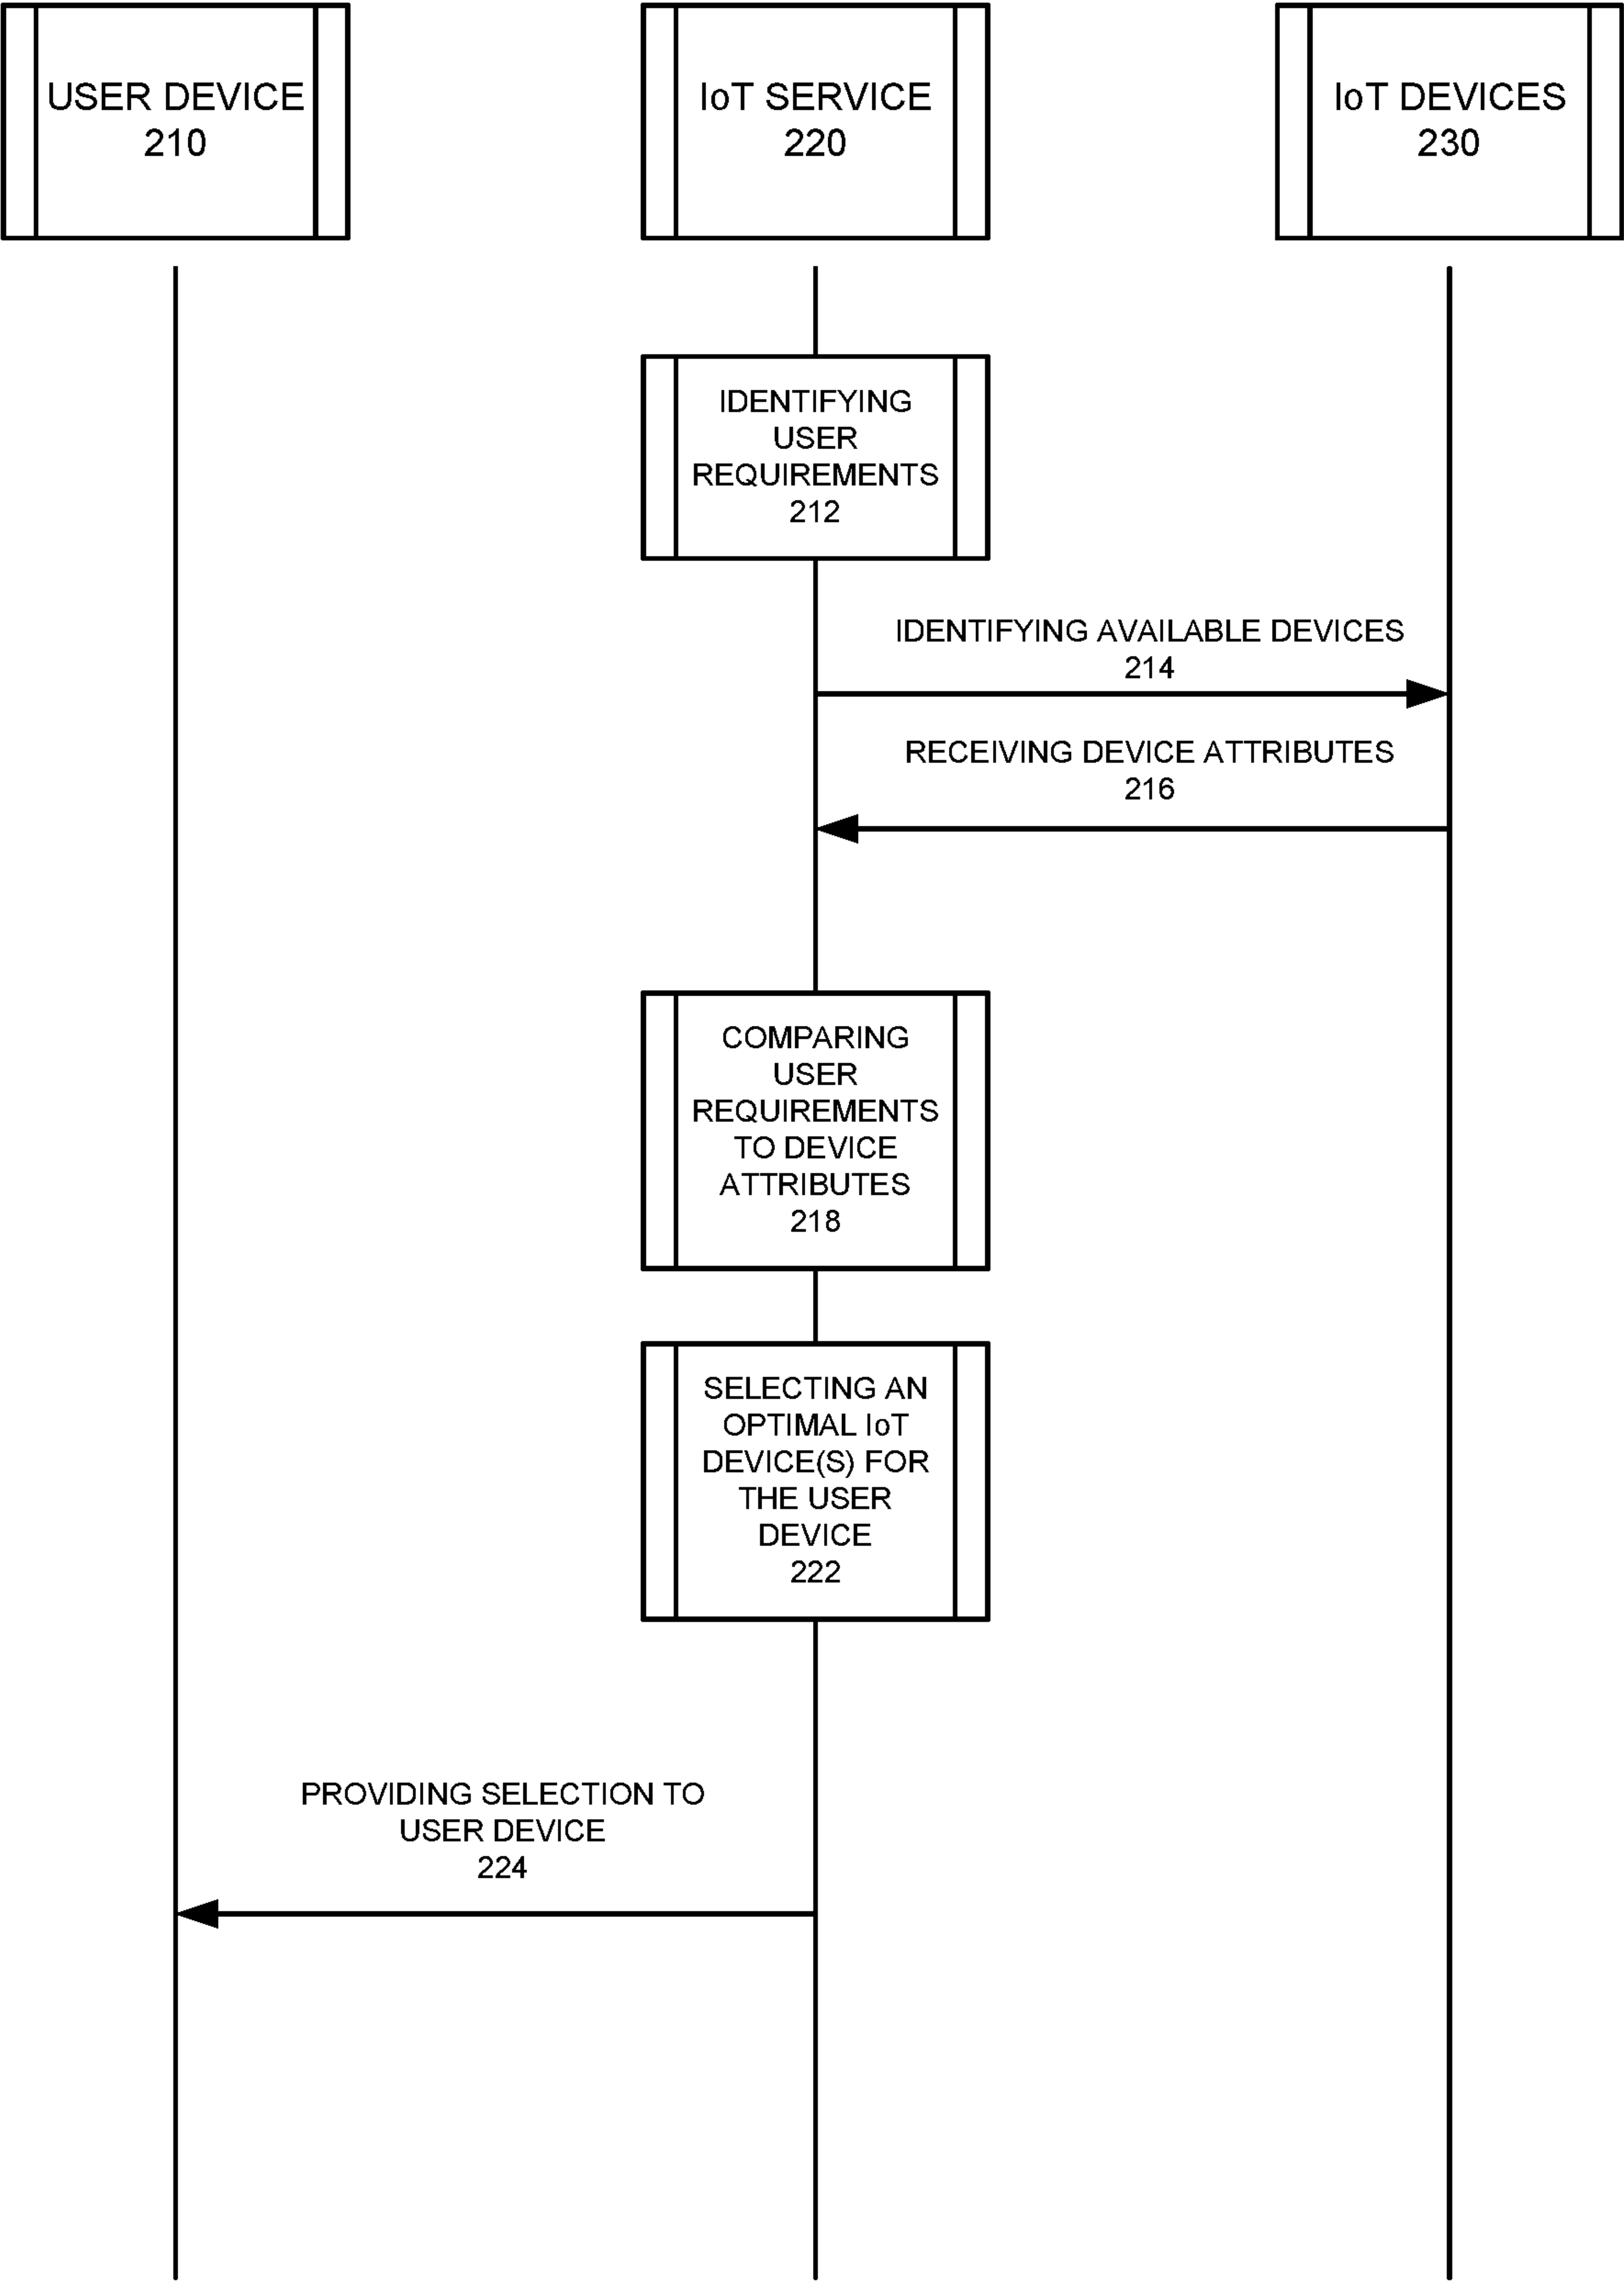 USER DEVICE
210
IoT SERVICE
220
IoT DEVICES
230
IDENTIFYING
USER
REQUIREMENTS
212
IDENTIFYING AVAILABLE DEVICES
214
RECEIVING DEVICE ATTRIBUTES
216
COMPARING
USER
REQUIREMENTS
TO DEVICE
ATTRIBUTES
218
SELECTING AN
OPTIMAL IoT
DEVICE(S) FOR
THE USER
DEVICE
222
PROVIDING SELECTION TO
USER DEVICE
224